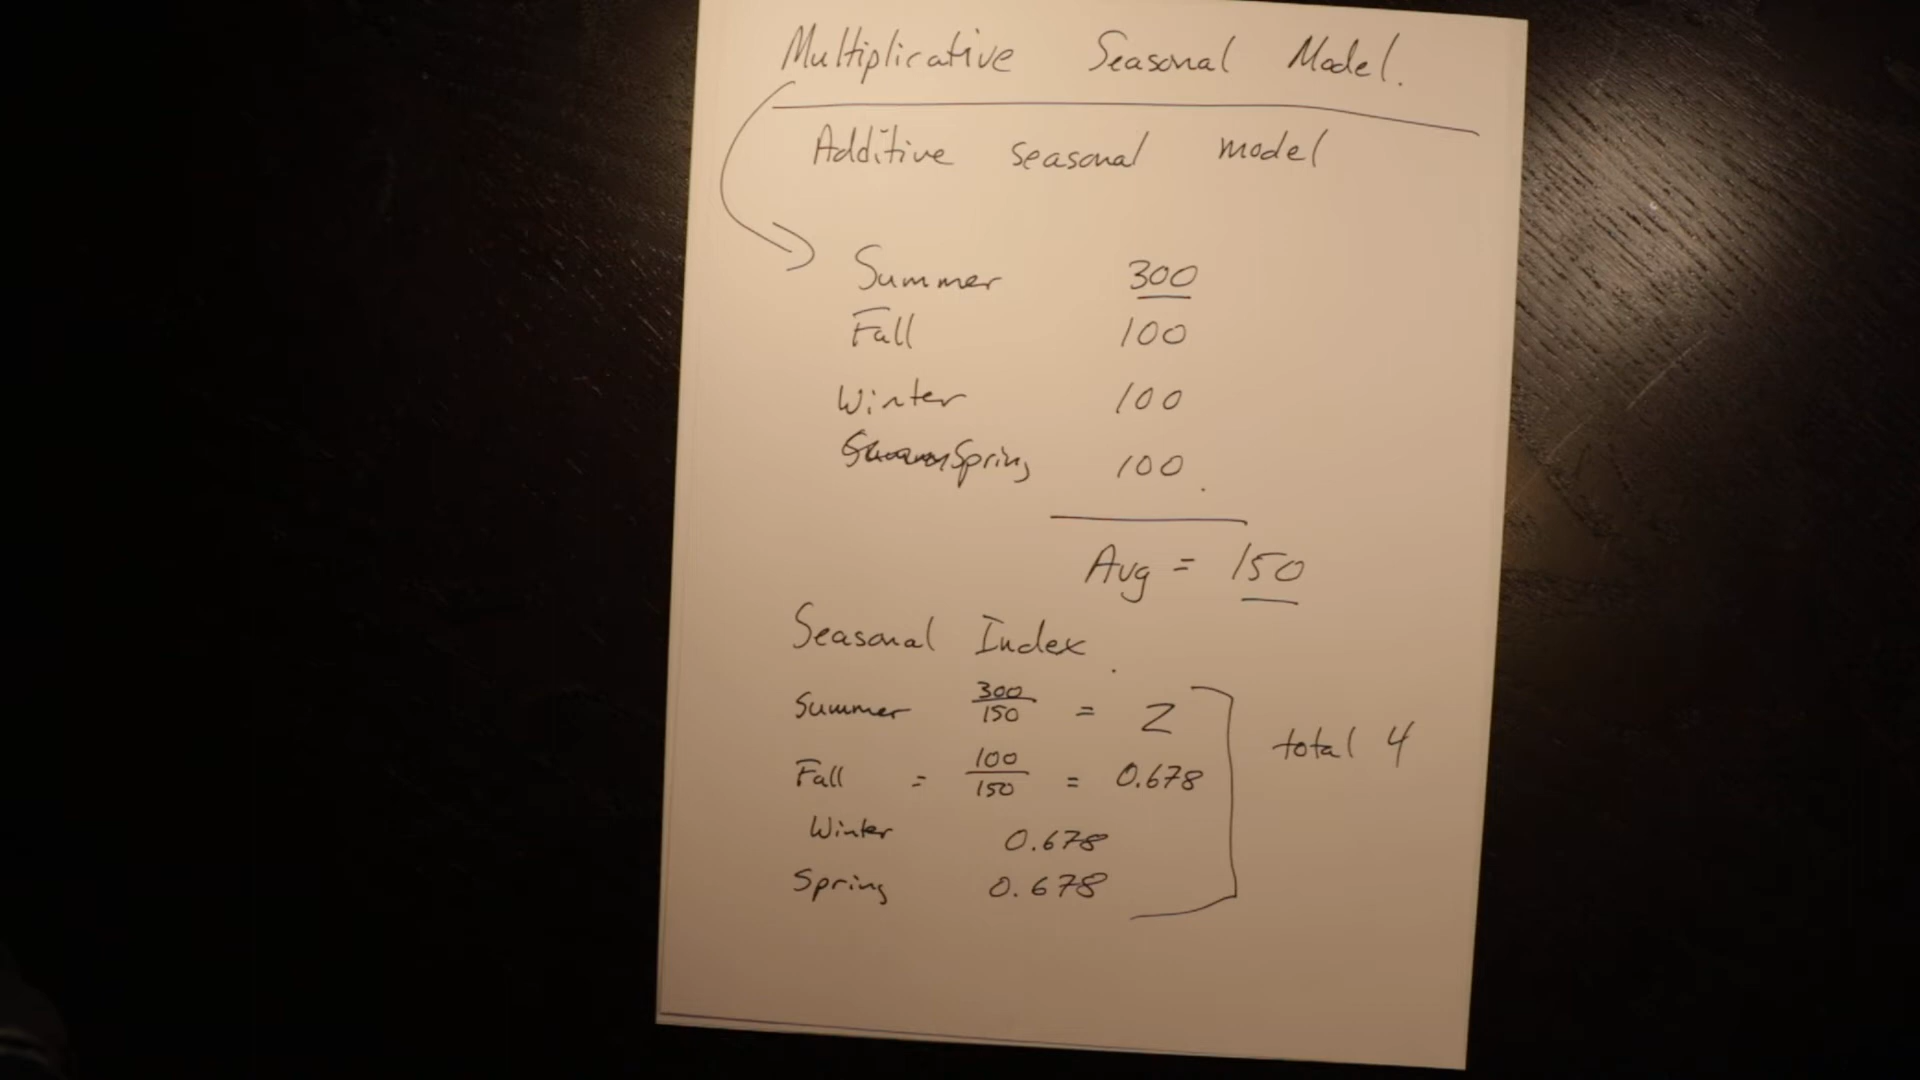 Multiplicative Seasonal Model.
Additive seasonal model
Summer 300
Fall 100
Winter 100
Spring 100
Avg = 150
Seasonal Index
Summer 300/150 = 2
Fall = 100/150 = 0.678
Winter 0.678
Spring 0.678
total 4